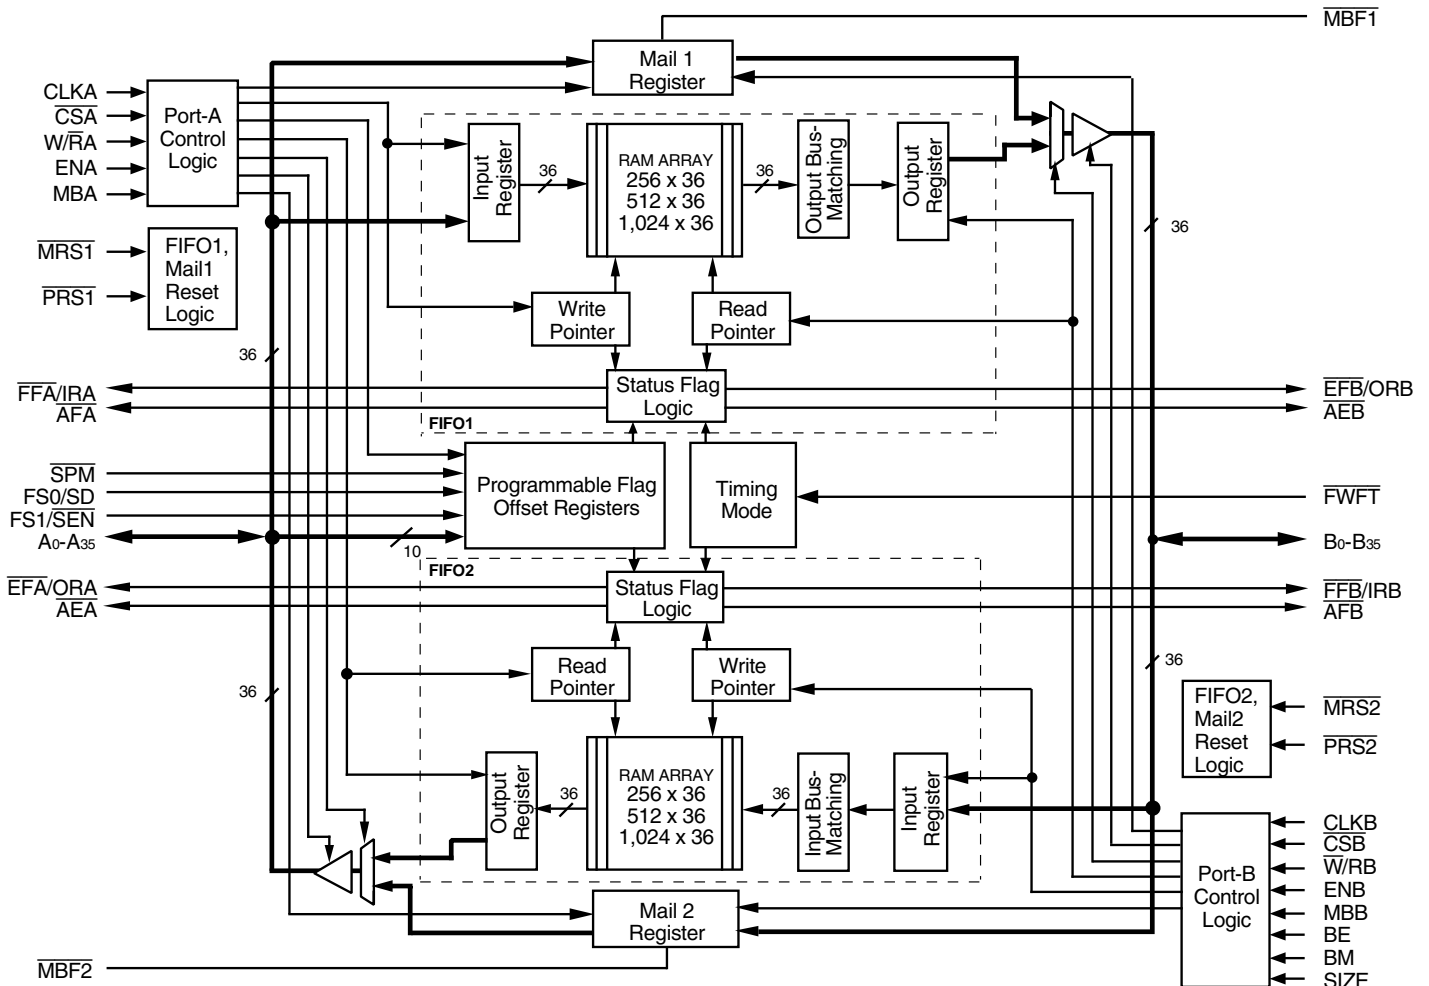 MBF1
Mail 1
Register
CLKA
CSA
W/RA
ENA
MBA
Port-A
Control
Logic
Input
Register
36
RAM ARRAY
256 x 36
512 x 36
1,024 x 36
36
Output Bus-
Matching
Output
Register
36
MRS1
PRS1
FIFO1,
Mail1
Reset
Logic
Write
Pointer
Read
Pointer
36
FFA/IRA
AFA
Status Flag
Logic
EFB/ORB
AEB
FIFO1
SPM
FS0/SD
FS1/SEN
A0-A35
Programmable Flag
Offset Registers
Timing
Mode
FWFT
10
B0-B35
FIFO2
EFA/ORA
AEA
Status Flag
Logic
FFB/IRB
AFB
Read
Pointer
Write
Pointer
36
36
FIFO2,
Mail2
Reset
Logic
MRS2
PRS2
Output
Register
36
RAM ARRAY
256 x 36
512 x 36
1,024 x 36
36
Input Bus-
Matching
Input
Register
Port-B
Control
Logic
CLKB
CSB
W/RB
ENB
MBB
BE
BM
SIZE
Mail 2
Register
MBF2